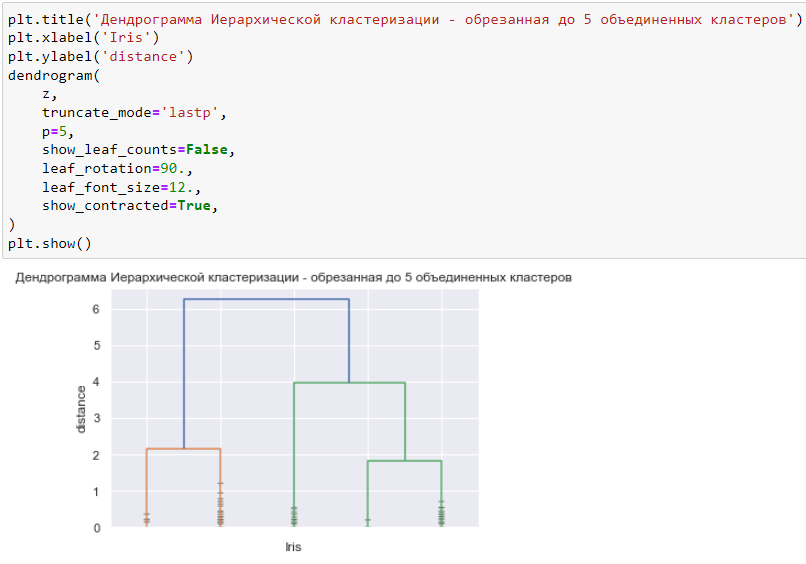 plt.title('Дендрограмма Иерархической кластеризации - обрезанная до 5 объединенных кластеров')
plt.xlabel('Iris')
plt.ylabel('distance')
dendrogram(
    z,
    truncate_mode='lastp',
    p=5,
    show_leaf_counts=False,
    leaf_rotation=90.,
    leaf_font_size=12.,
    show_contracted=True,
)
plt.show()
Дендрограмма Иерархической кластеризации - обрезанная до 5 объединенных кластеров
6
5
4
3
2
1
0
distance
Iris